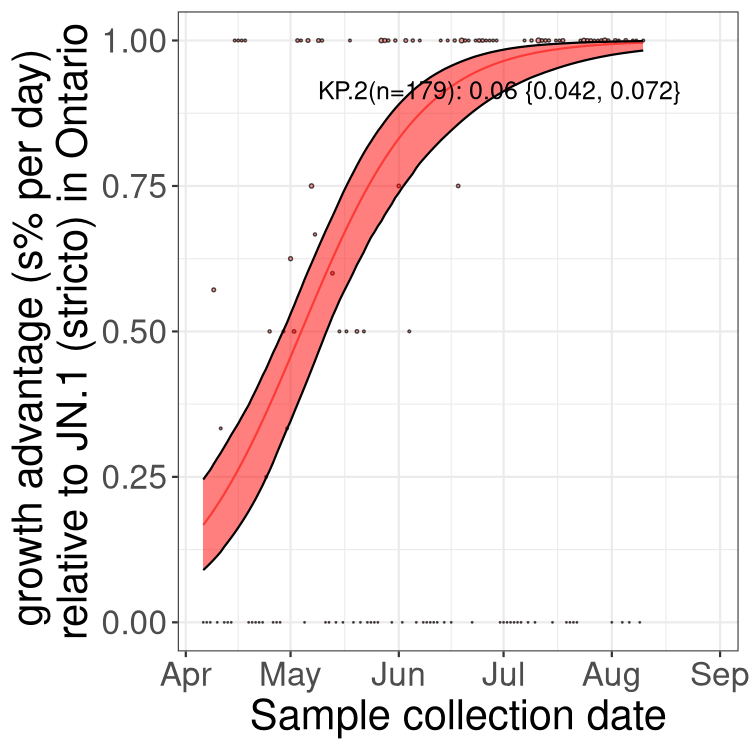 growth advantage (s% per day)
relative to JN.1 (stricto) in Ontario
1.00
0.75
0.50
0.25
0.00
KP.2(n=179): 0.06 {0.042, 0.072}
Apr May Jun Jul Aug Sep
Sample collection date